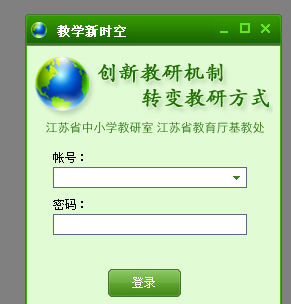 教学新时空
创新教研机制
转变教研方式
江苏省中小学教研室 江苏省教育厅基教处
帐号：
密码：
登录